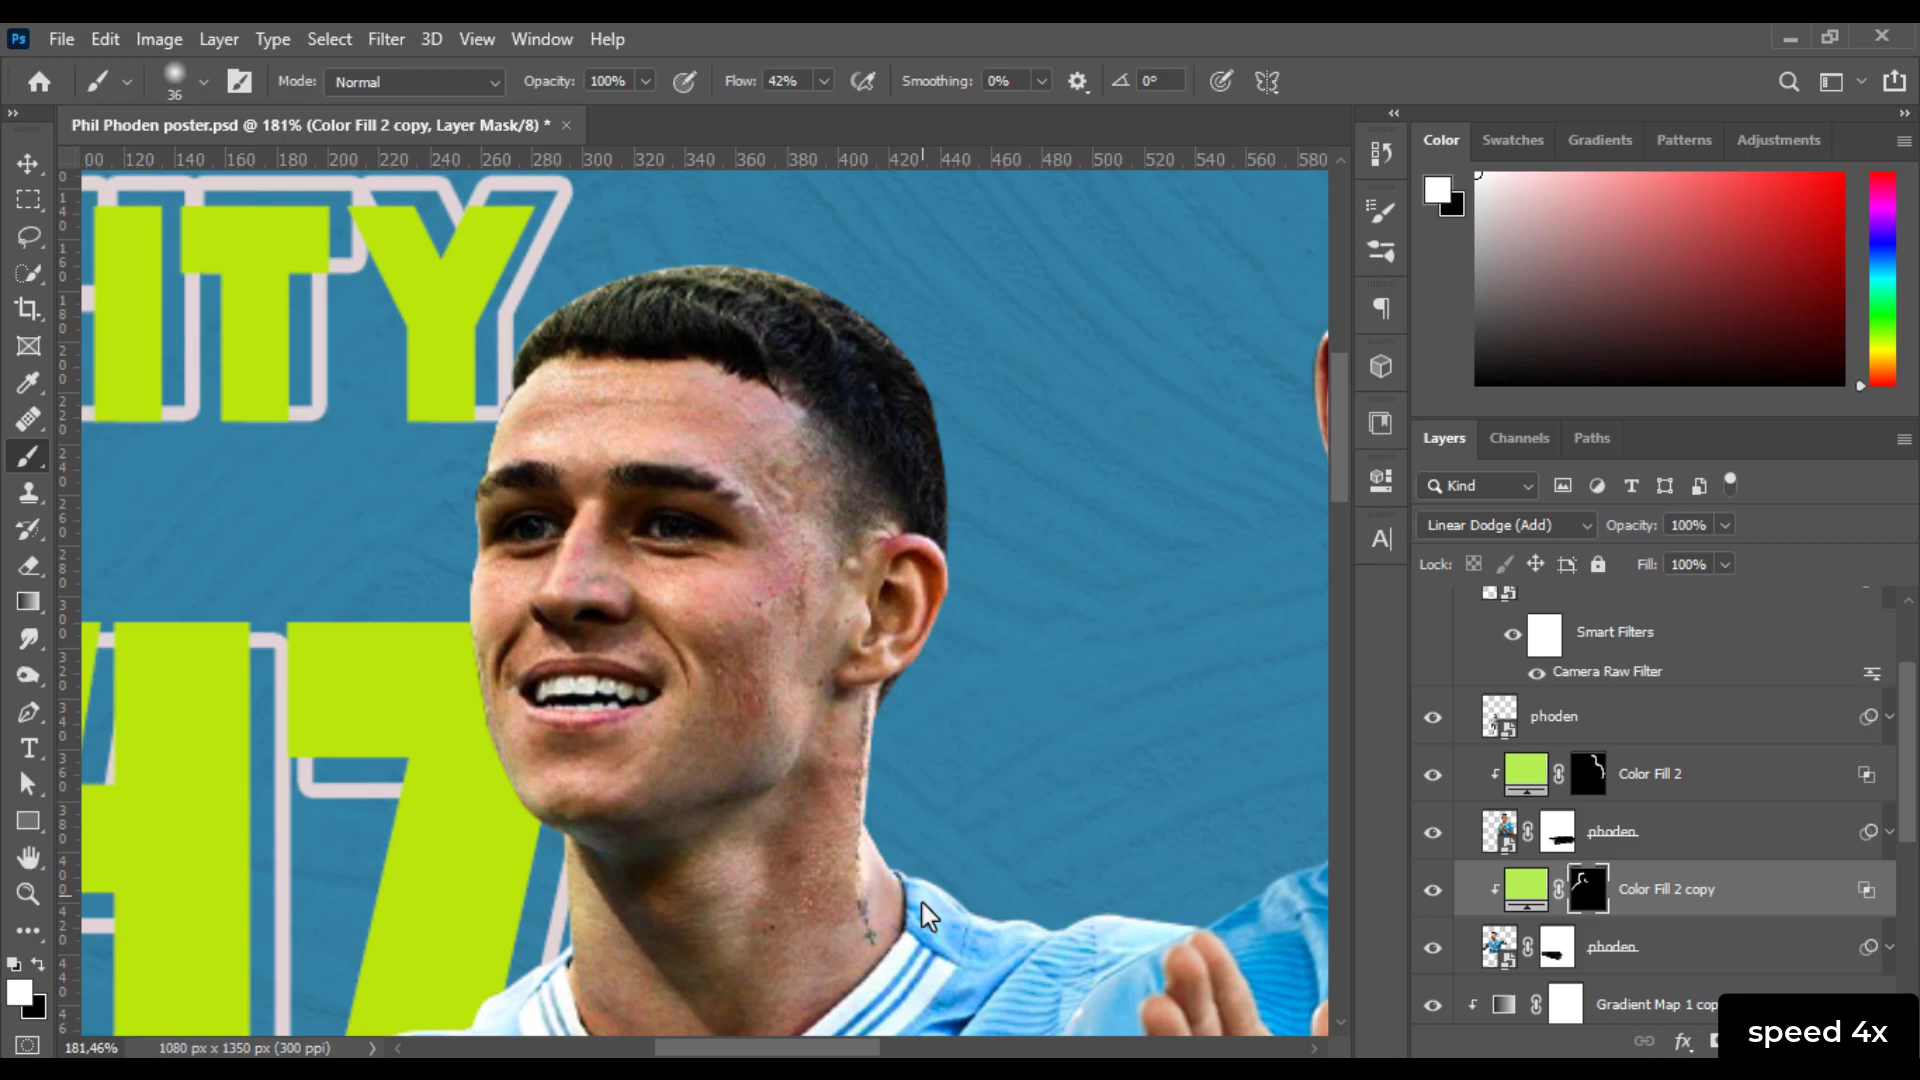 Ps File Edit Image Layer Type Select Filter 3D View Window Help
36 Mode: Normal Opacity: 100% Flow: 42% Smoothing: 0% 0°
Phil Phoden poster.psd @ 181% (Color Fill 2 copy, Layer Mask/8) * ×
00 120 140 160 180 200 220 240 260 280 300 320 340 360 380 400 420 440 460 480 500 520 540 560 580
ITY
47
Color Swatches Gradients Patterns Adjustments
Layers Channels Paths
Kind
Linear Dodge (Add) Opacity: 100%
Lock: Fill: 100%
Smart Filters
Camera Raw Filter
phoden
Color Fill 2
phoden
Color Fill 2 copy
phoden
Gradient Map 1 cop
181,46% 1080 px x 1350 px (300 ppi)
fx
speed 4x